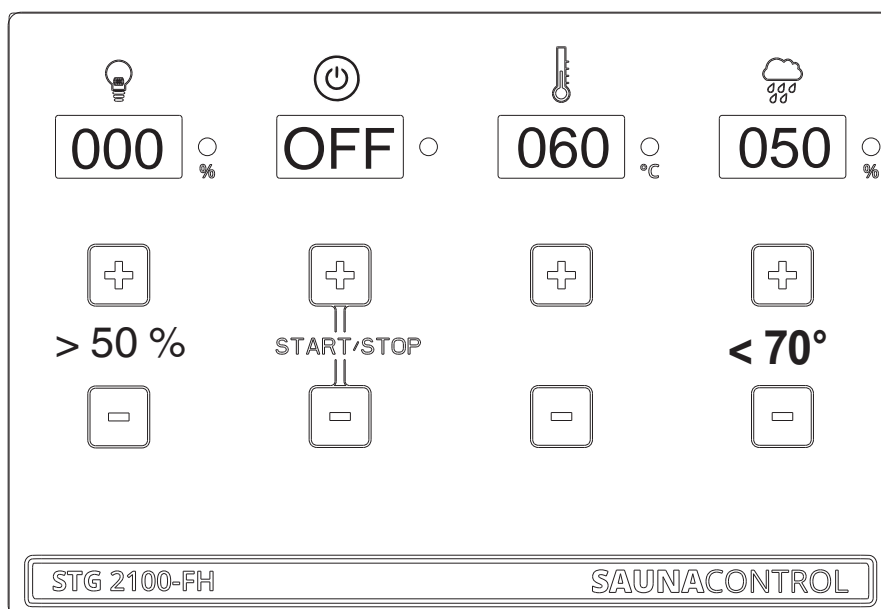 000 % OFF 060 °C 050 %
> 50 % START/STOP < 70°
STG 2100-FH SAUNACONTROL